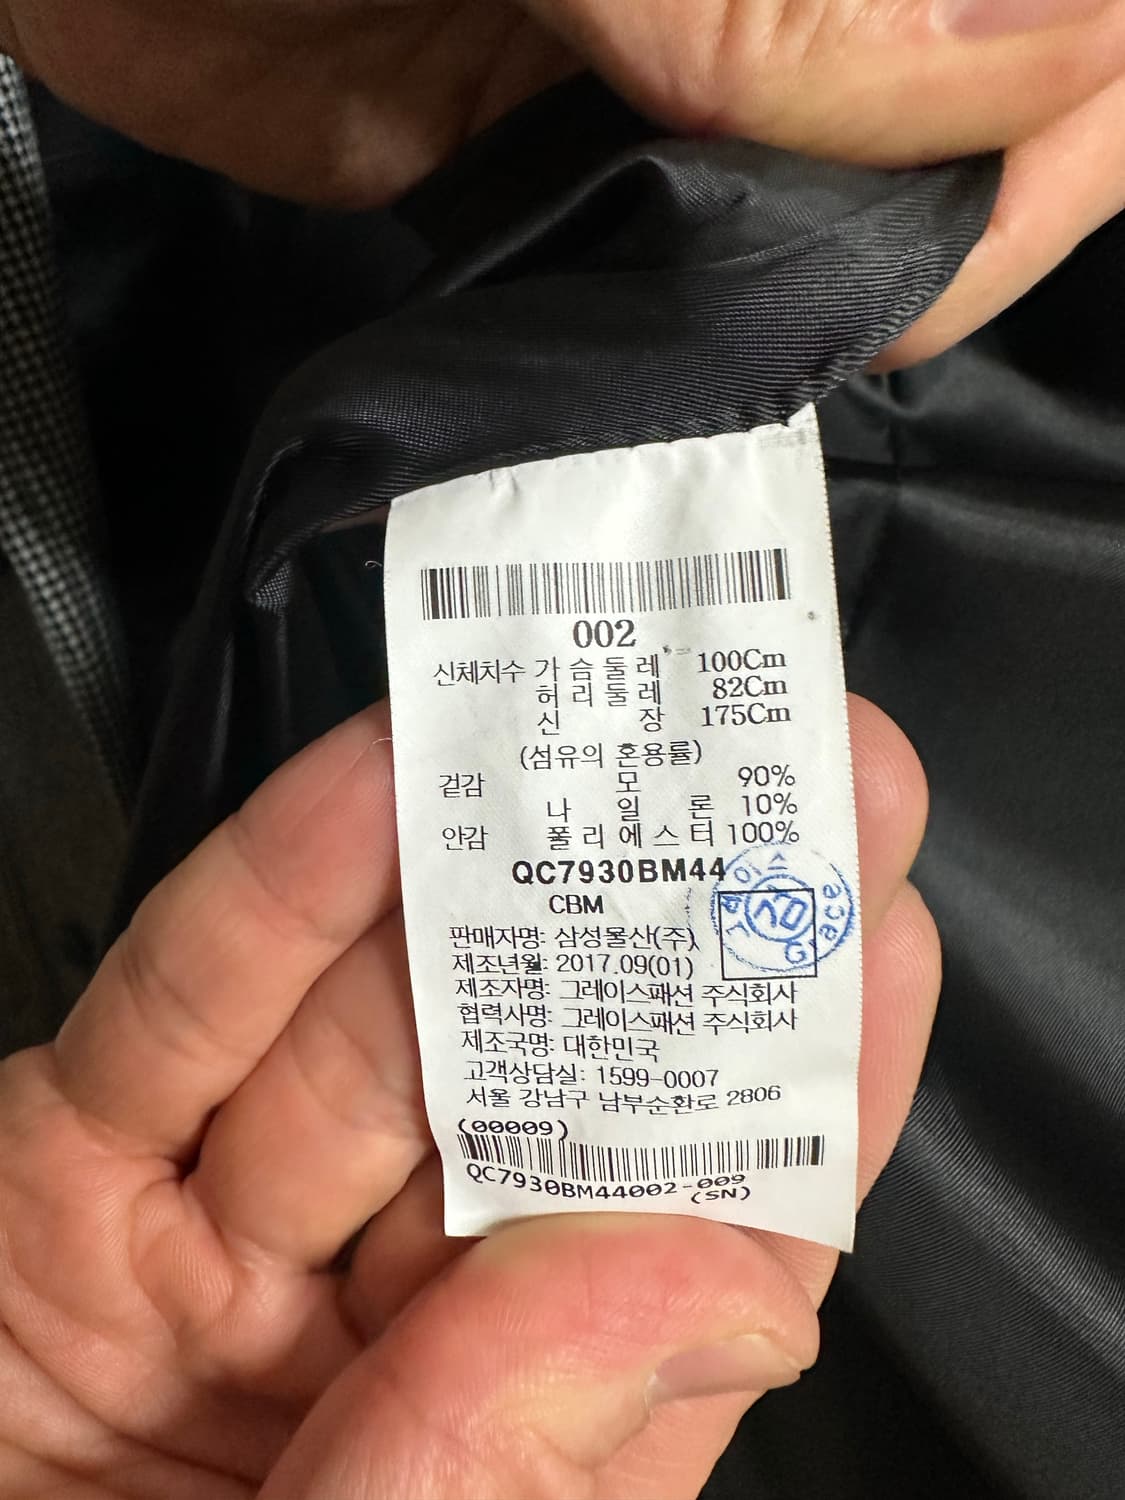 002
신체치수 가슴둘레 100Cm
허리둘레 82Cm
신 장 175Cm
(섬유의 혼용률)
겉감 모 90%
나 일 론 10%
안감 폴리에스터 100%
QC7930BM44
CBM
판매자명: 삼성물산(주)
제조년월: 2017.09(01)
제조자명: 그레이스패션 주식회사
협력사명: 그레이스패션 주식회사
제조국명: 대한민국
고객상담실: 1599-0007
서울 강남구 남부순환로 2806
(00009)
QC7930BM44002-009
(SN)